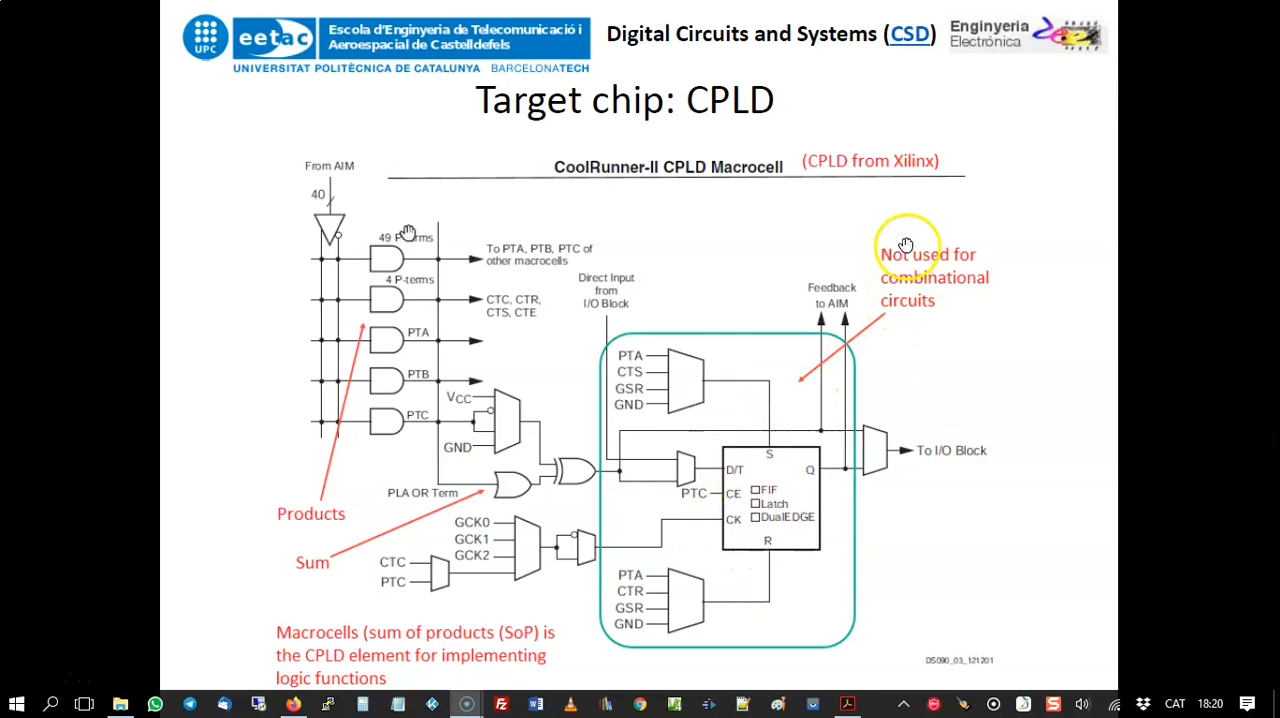 UPC
eetac
Escola d'Enginyeria de Telecomunicació i
Aeroespacial de Castelldefels
UNIVERSITAT POLITÈCNICA DE CATALUNYA BARCELONATECH
Digital Circuits and Systems (CSD)
Enginyeria
Electrònica
Target chip: CPLD
CoolRunner-II CPLD Macrocell
(CPLD from Xilinx)
From AIM
40
49
4 P-terms
PTA
PTB
PTC
To PTA, PTB, PTC of
other macrocells
CTC, CTR,
CTS, CTE
Direct Input
from
I/O Block
Feedback
to AIM
Not used for
combinational
circuits
PTA
CTS
GSR
GND
VCC
GND
PLA OR Term
PTC
D/T
CE
CK
S
Q
R
FIF
Latch
DualEDGE
To I/O Block
GCK0
GCK1
GCK2
CTC
PTC
PTA
CTR
GSR
GND
Products
Sum
Macrocells (sum of products (SoP) is
the CPLD element for implementing
logic functions
DS090_03_121201
CAT
18:20